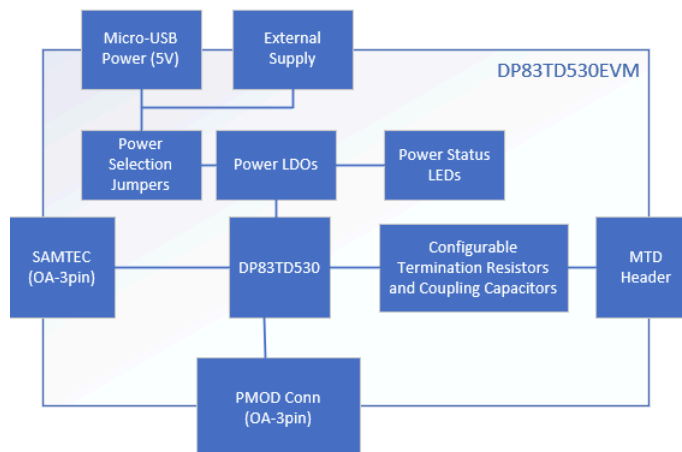 Micro-USB
Power (5V)
External
Supply
DP83TD530EVM
Power
Selection
Jumpers
Power LDOs
Power Status
LEDs
SAMTEC
(OA-3pin)
DP83TD530
Configurable
Termination Resistors
and Coupling Capacitors
MTD
Header
PMOD Conn
(OA-3pin)